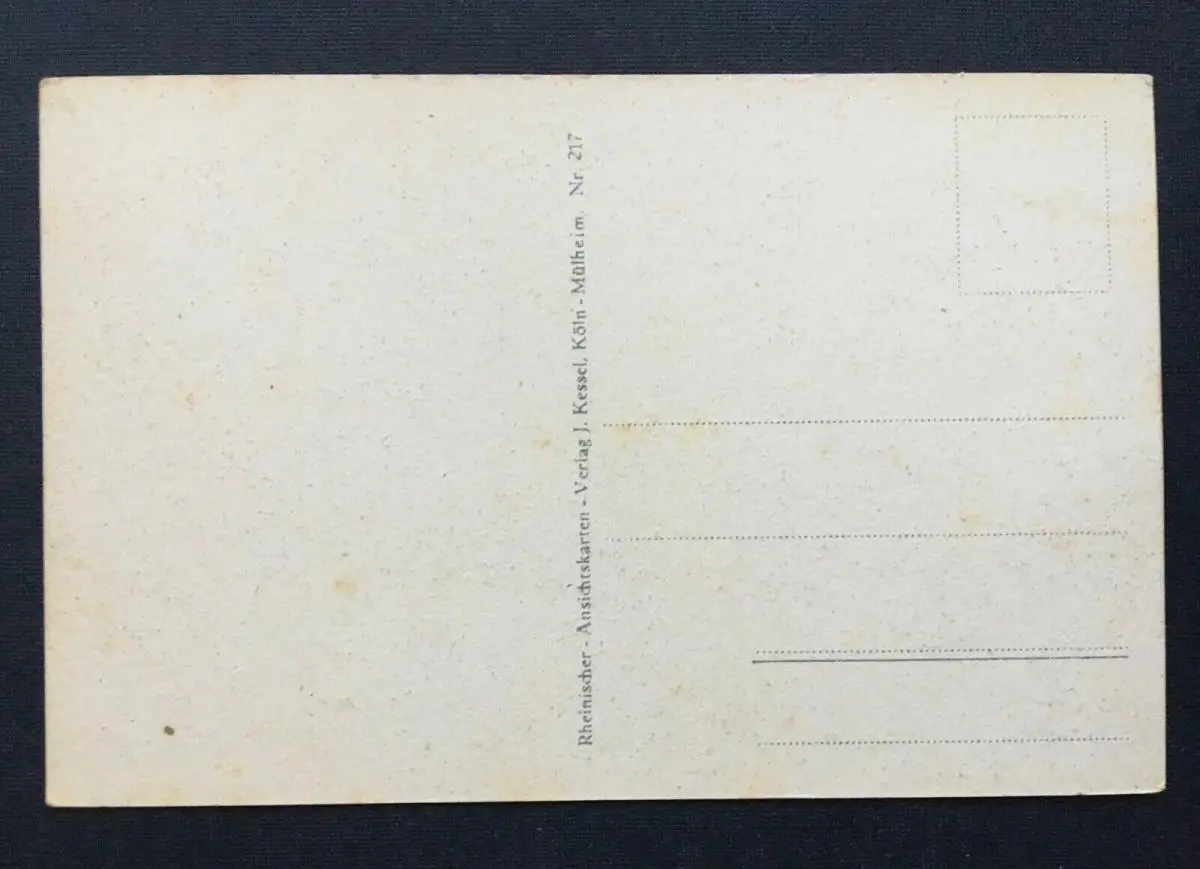 Rheinischer - Ansichtskarten - Verlag J. Kessel, Köln - Mülheim. Nr. 217